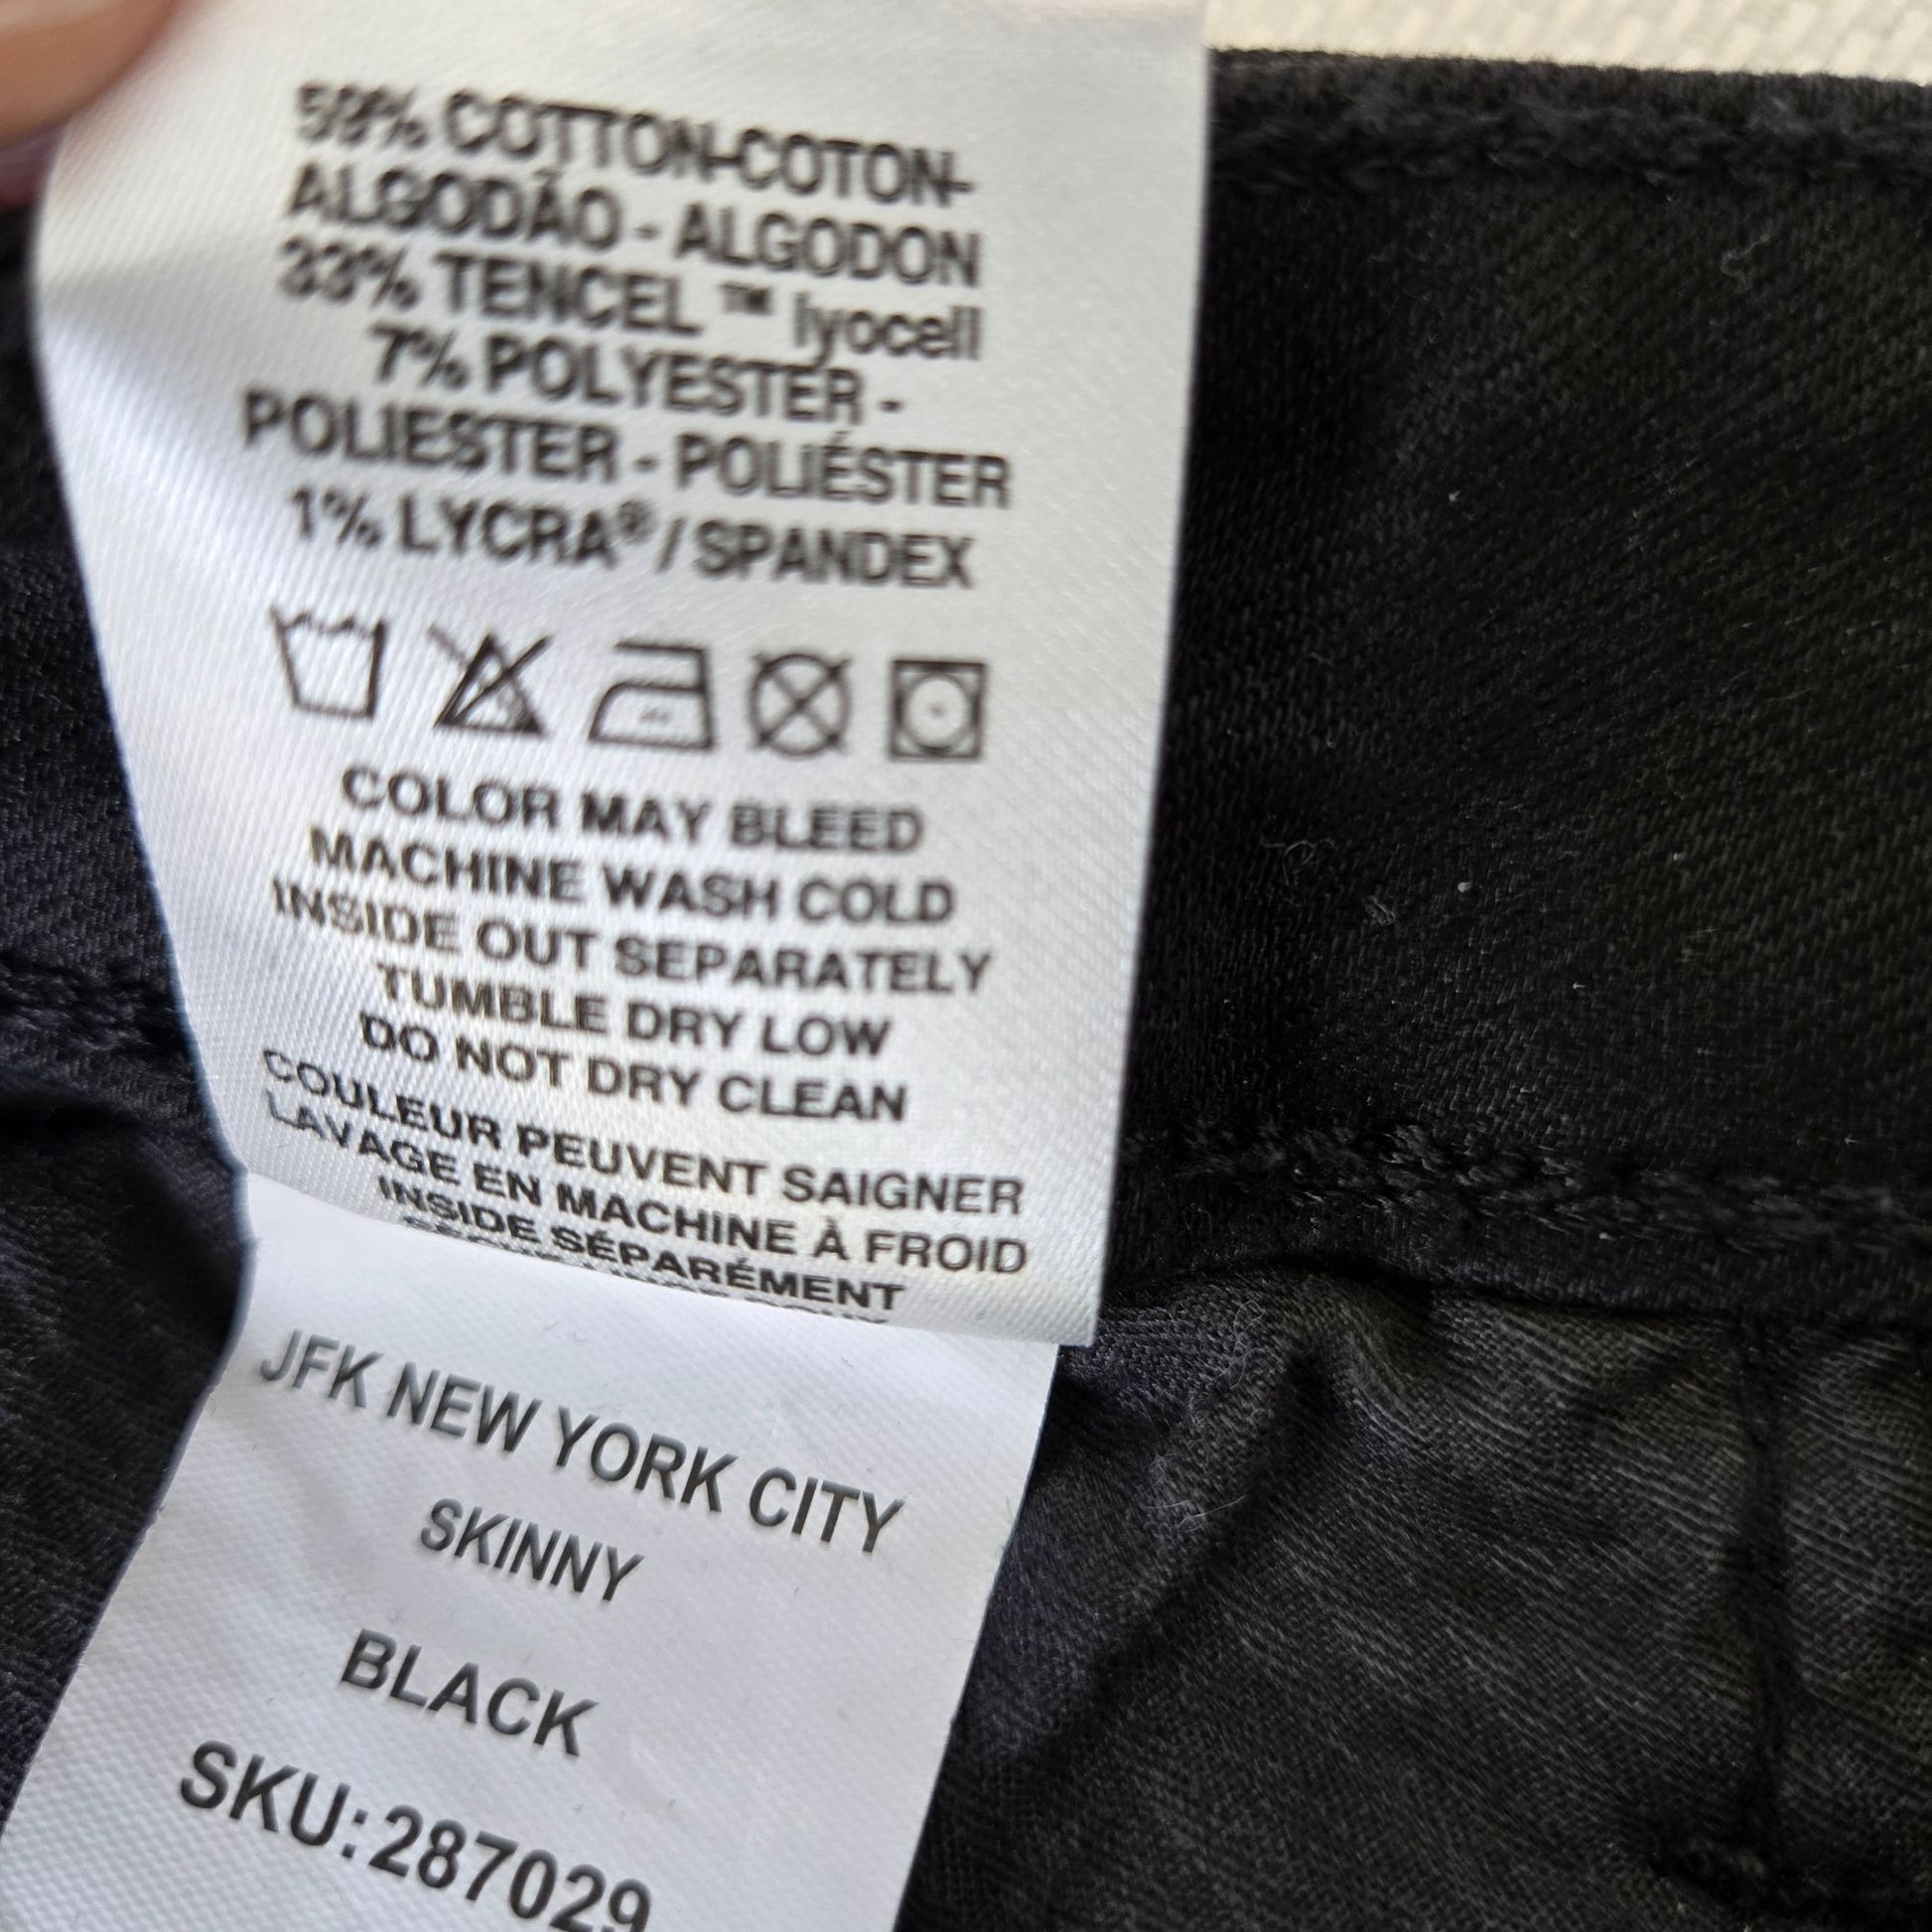 59% COTTON-COTON-
ALGODÃO - ALGODON
33% TENCEL ™ lyocell
7% POLYESTER -
POLIESTER - POLIÉSTER
1% LYCRA® / SPANDEX
COLOR MAY BLEED
MACHINE WASH COLD
INSIDE OUT SEPARATELY
TUMBLE DRY LOW
DO NOT DRY CLEAN
COULEUR PEUVENT SAIGNER
LAVAGE EN MACHINE À FROID
INSIDE SÉPARÉMENT
JFK NEW YORK CITY
SKINNY
BLACK
SKU:287029